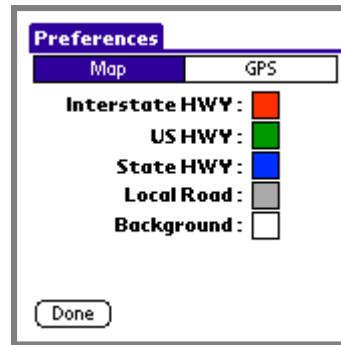 Preferences
Map GPS
Interstate HWY:
US HWY:
State HWY:
Local Road:
Background:
Done